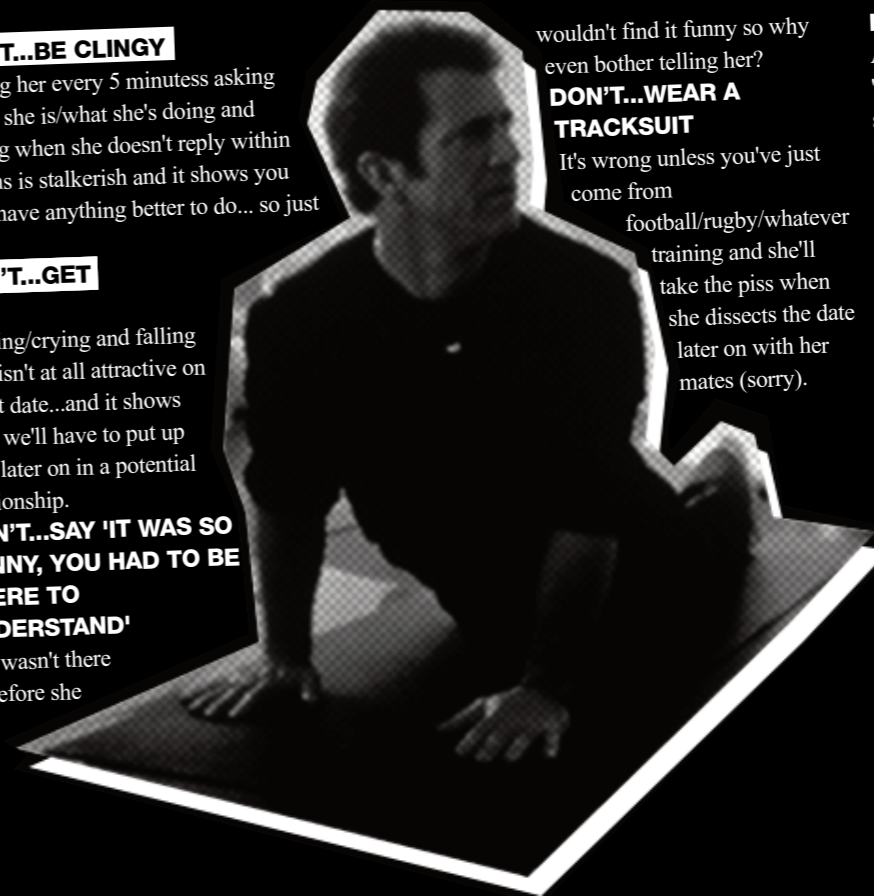 T...BE CLINGY
g her every 5 minutess asking
she is/what she's doing and
g when she doesn't reply within
is is stalkerish and it shows you
have anything better to do... so just
'T...GET
ing/crying and falling
isn't at all attractive on
t date...and it shows
we'll have to put up
later on in a potential
ionship.
N'T...SAY 'IT WAS SO
NNY, YOU HAD TO BE
ERE TO
DERSTAND'
wasn't there
efore she
wouldn't find it funny so why
even bother telling her?
DON'T...WEAR A
TRACKSUIT
It's wrong unless you've just
come from
football/rugby/whatever
training and she'll
take the piss when
she dissects the date
later on with her
mates (sorry).